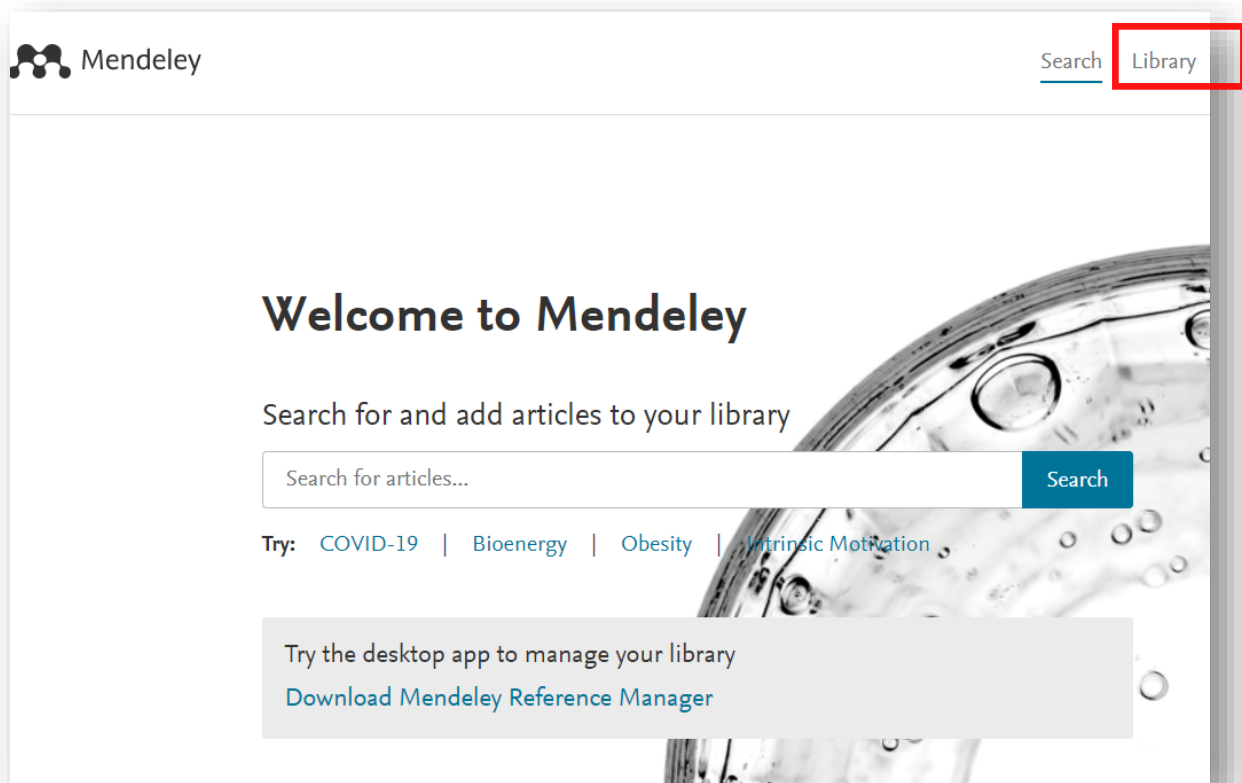 Mendeley
Search Library
Welcome to Mendeley
Search for and add articles to your library
Search for articles... Search
Try: COVID-19 | Bioenergy | Obesity | Intrinsic Motivation
Try the desktop app to manage your library
Download Mendeley Reference Manager